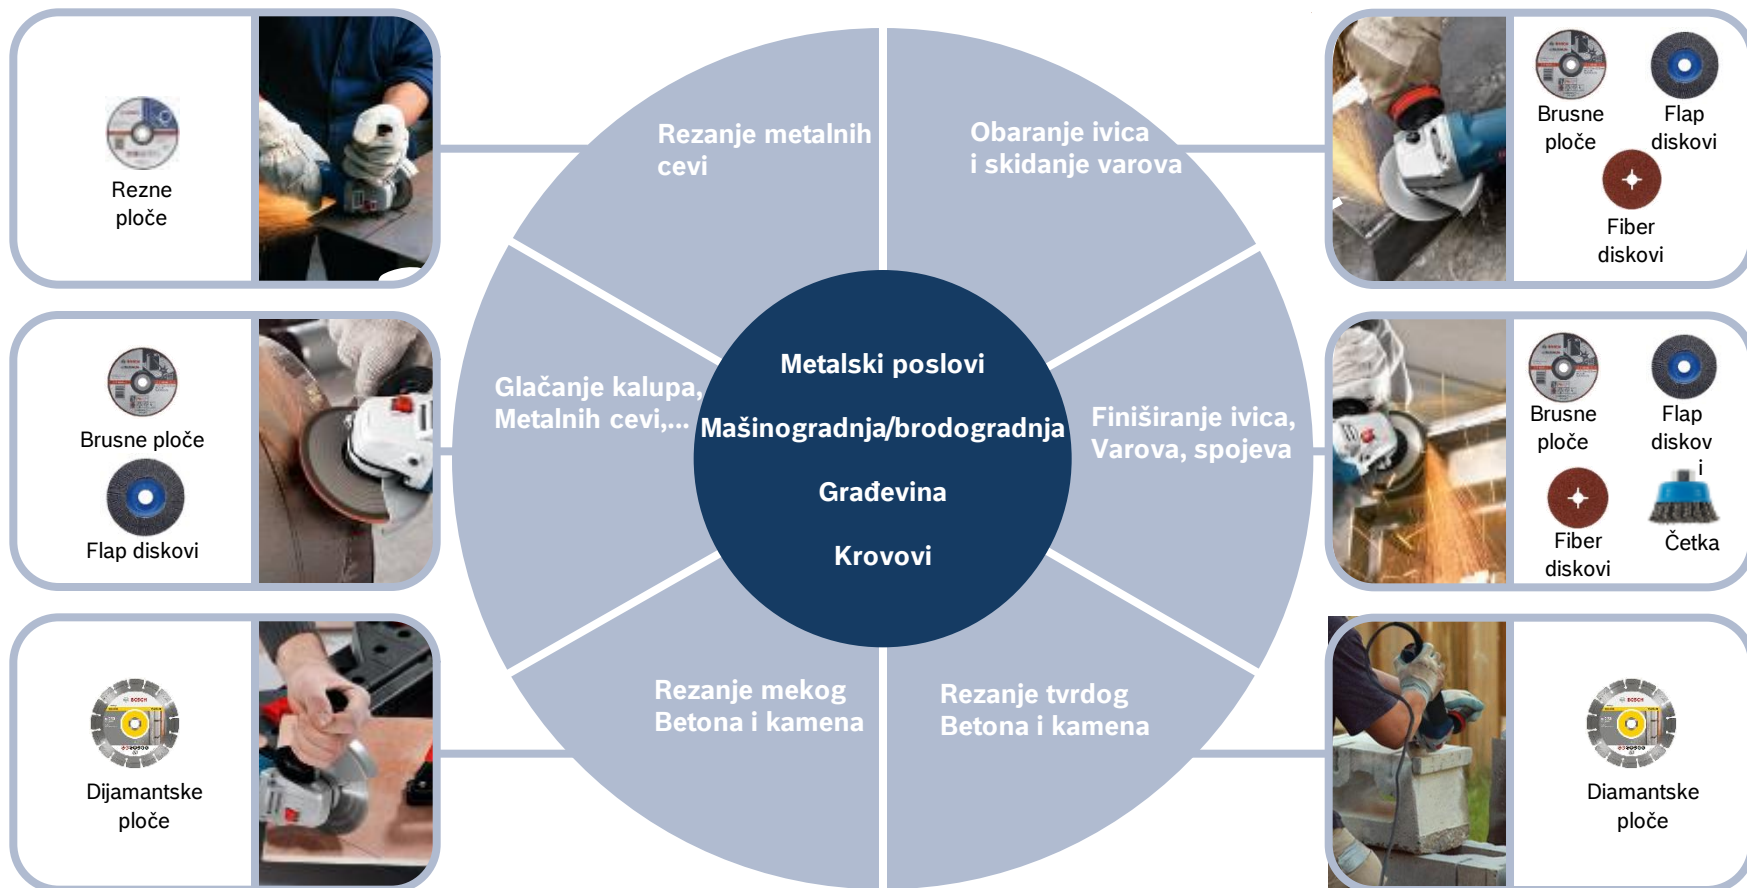 Rezne
ploče
Rezanje metalnih
cevi
Obaranje ivica
i skidanje varova
Brusne
ploče
Flap
diskovi
Fiber
diskovi
Brusne ploče
Flap diskovi
Glačanje kalupa,
Metalnih cevi,...
Metalski poslovi
Mašinogradnja/brodogradnja
Građevina
Krovovi
Finiširanje ivica,
Varova, spojeva
Brusne
ploče
Flap
diskov
i
Fiber
diskovi
Četka
Dijamantske
ploče
Rezanje mekog
Betona i kamena
Rezanje tvrdog
Betona i kamena
Diamantske
ploče
BOSCH
BOSCH